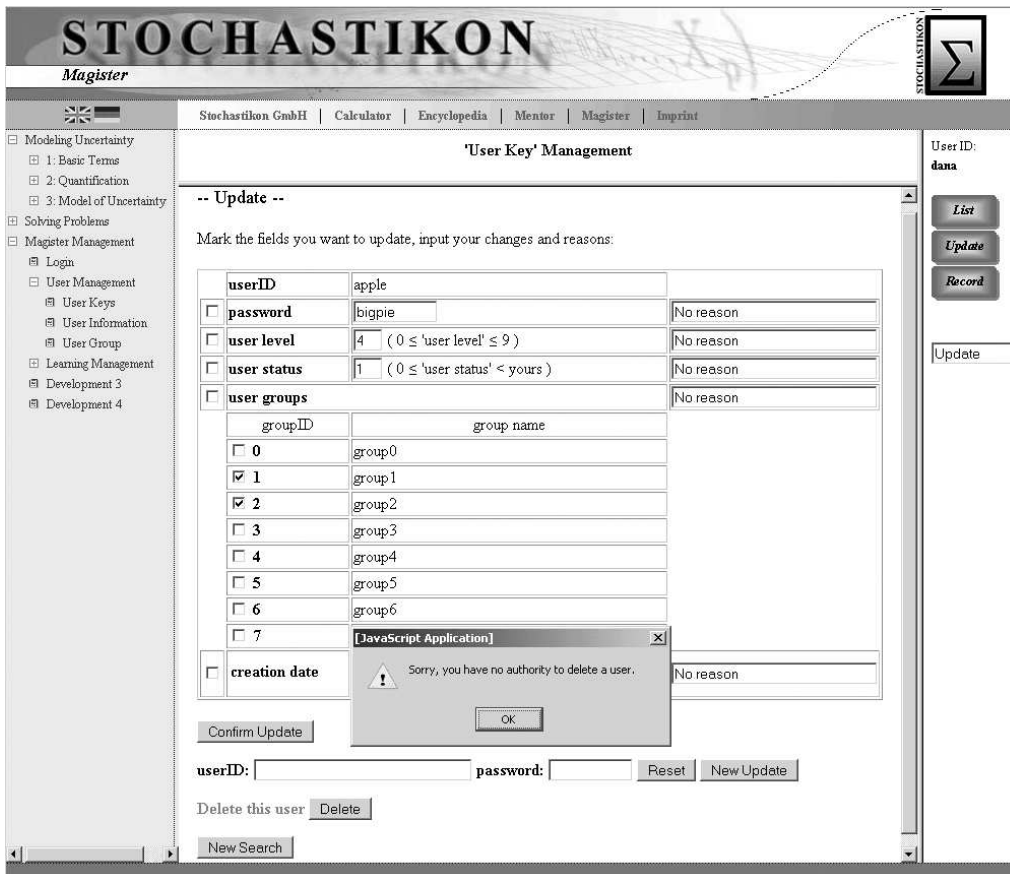 STOCHASTIKON
Magister
STOCHASTIKON
Σ
Stochastikon GmbH | Calculator | Encyclopedia | Mentor | Magister | Imprint
Modeling Uncertainty
1: Basic Terms
2: Quantification
3: Model of Uncertainty
Solving Problems
Magister Management
Login
User Management
User Keys
User Information
User Group
Learning Management
Development 3
Development 4
'User Key' Management
-- Update --
Mark the fields you want to update, input your changes and reasons:
userID apple
password bigpie No reason
user level 4 ( 0 ≤ 'user level' ≤ 9 ) No reason
user status 1 ( 0 ≤ 'user status' < yours ) No reason
user groups No reason
groupID group name
0 group0
1 group1
2 group2
3 group3
4 group4
5 group5
6 group6
7
creation date No reason
[JavaScript Application]
Sorry, you have no authority to delete a user.
OK
Confirm Update
userID: password: Reset New Update
Delete this user Delete
New Search
User ID:
dana
List
Update
Record
Update